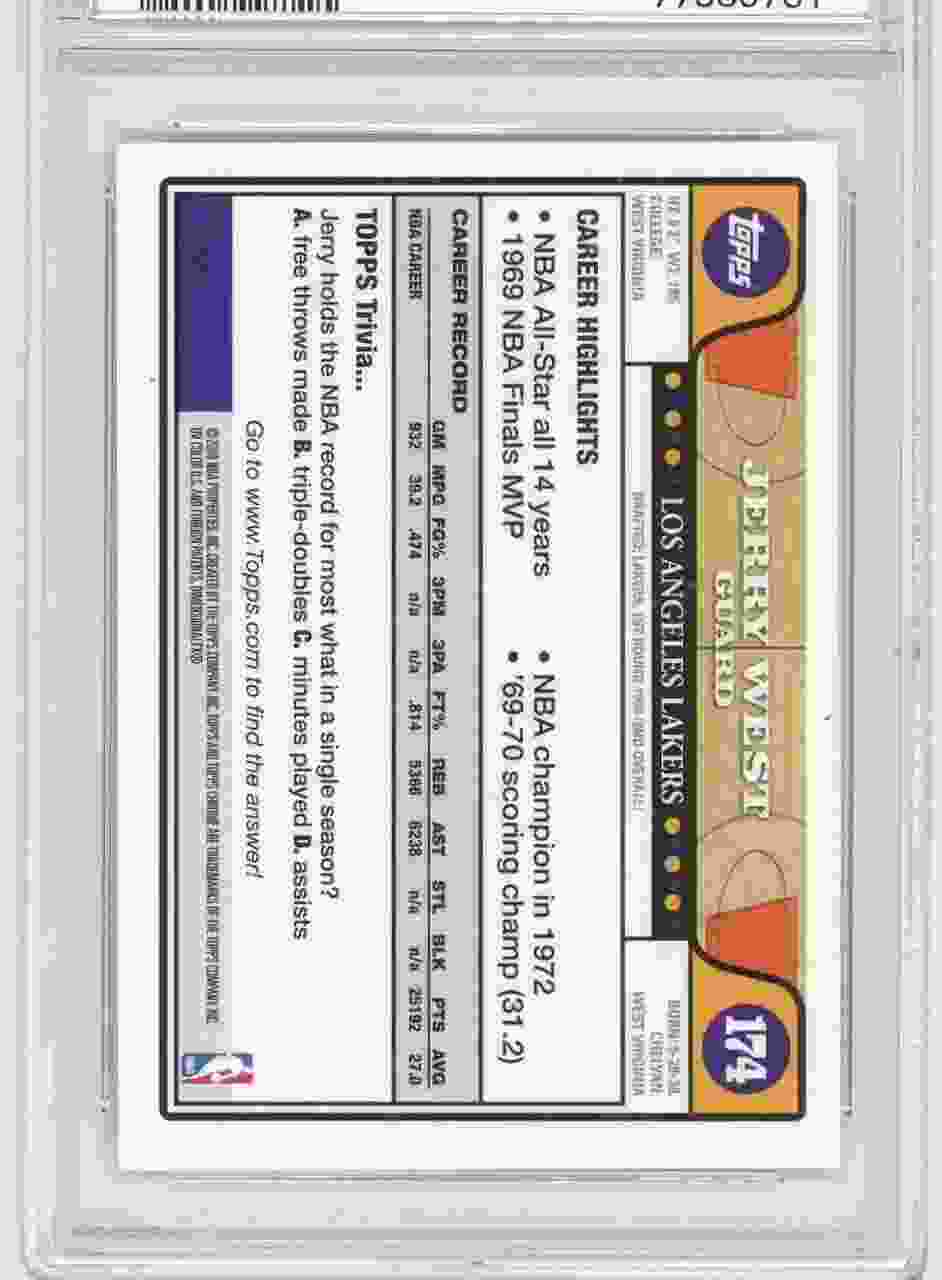 topps
JERRY WEST
GUARD
174
LOS ANGELES LAKERS
COLLEGE:
WEST VIRGINIA
CHELYAN,
WEST VIRGINIA
CAREER HIGHLIGHTS
• NBA All-Star all 14 years • NBA champion in 1972
• 1969 NBA Finals MVP • '69-70 scoring champ (31.2)
CAREER RECORD
GM MPG FG% 3PM 3PA FT% REB AST STL BLK PTS AVG
NBA CAREER 932 39.2 .474 n/a n/a .814 5366 6238 n/a n/a 25192 27.0
TOPPS Trivia...
Jerry holds the NBA record for most what in a single season?
A. free throws made B. triple-doubles C. minutes played D. assists
Go to www.Topps.com to find the answer!